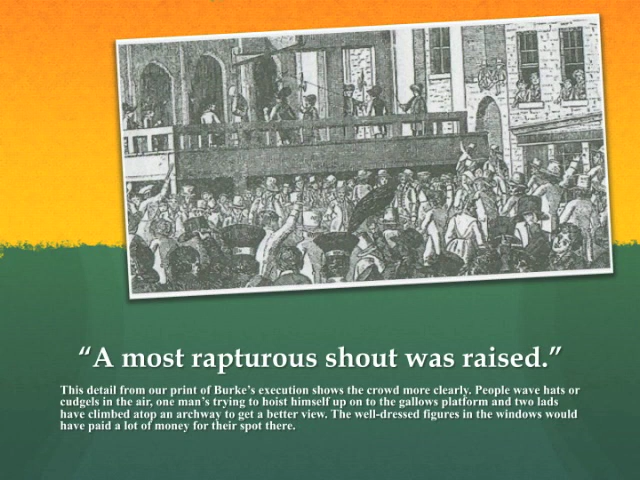 “A most rapturous shout was raised.”
This detail from our print of Burke’s execution shows the crowd more clearly. People wave hats or
cudgels in the air, one man’s trying to hoist himself up on to the gallows platform and two lads
have climbed atop an archway to get a better view. The well-dressed figures in the windows would
have paid a lot of money for their spot there.